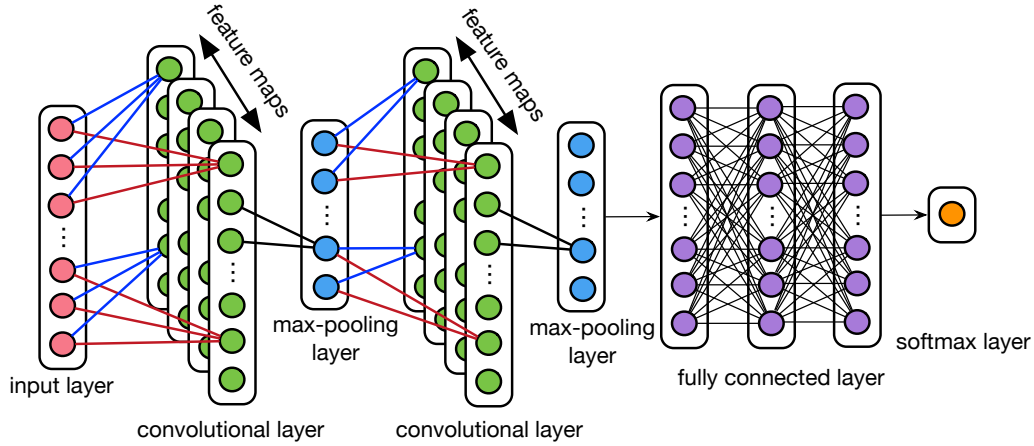 feature maps
feature maps
input layer
convolutional layer
max-pooling
layer
convolutional layer
max-pooling
layer
fully connected layer
softmax layer